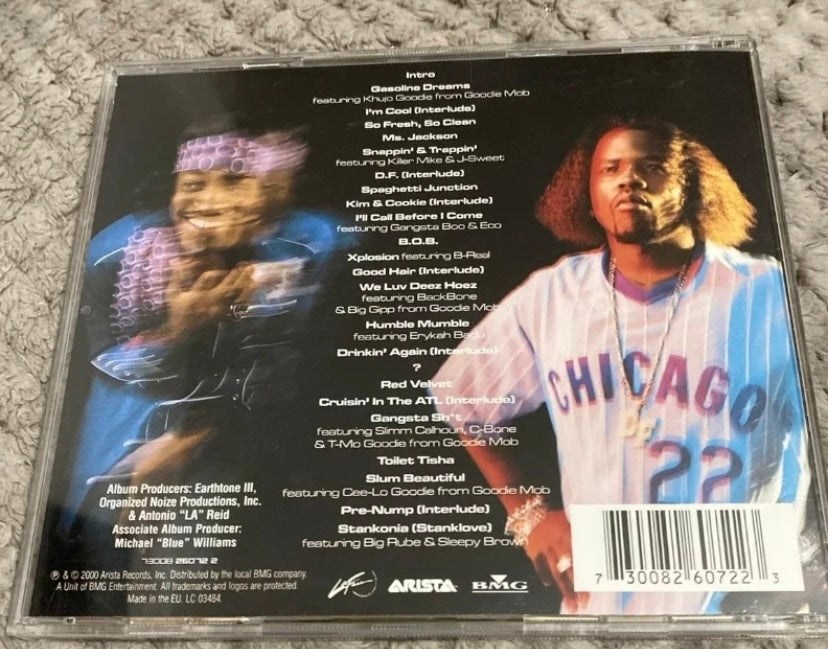 Intro
Gasoline Dreams
featuring Khujo Goodie from Goodie Mob
I'm Cool (Interlude)
So Fresh, So Clean
Ms. Jackson
Snappin' & Trappin'
featuring Killer Mike & J-Sweet
D.F. (Interlude)
Spaghetti Junction
Kim & Cookie (Interlude)
I'll Call Before I Come
featuring Gangsta Boo & Eco
B.O.B.
Xplosion featuring B-Real
Good Hair (Interlude)
We Luv Deez Hoez
featuring BackBone
& Big Gipp from Goodie Mob
Humble Mumble
featuring Erykah Badu
Drinkin' Again (Interlude)
?
Red Velvet
Cruisin' In The ATL (Interlude)
Gangsta Sh*t
featuring Slimm Calhoun, C-Bone
& T-Mo Goodie from Goodie Mob
Toilet Tisha
Slum Beautiful
featuring Cee-Lo Goodie from Goodie Mob
Pre-Nump (Interlude)
Stankonia (Stanklove)
featuring Big Rube & Sleepy Brown
CHICAGO
22
Album Producers: Earthtone III,
Organized Noize Productions, Inc.
& Antonio "LA" Reid
Associate Album Producer:
Michael "Blue" Williams
73008 26072 2
℗ & © 2000 Arista Records, Inc. Distributed by the local BMG company.
A Unit of BMG Entertainment. All trademarks and logos are protected.
Made in the EU. LC 03484.
LaFace
ARISTA
BMG
7 30082 60722 3